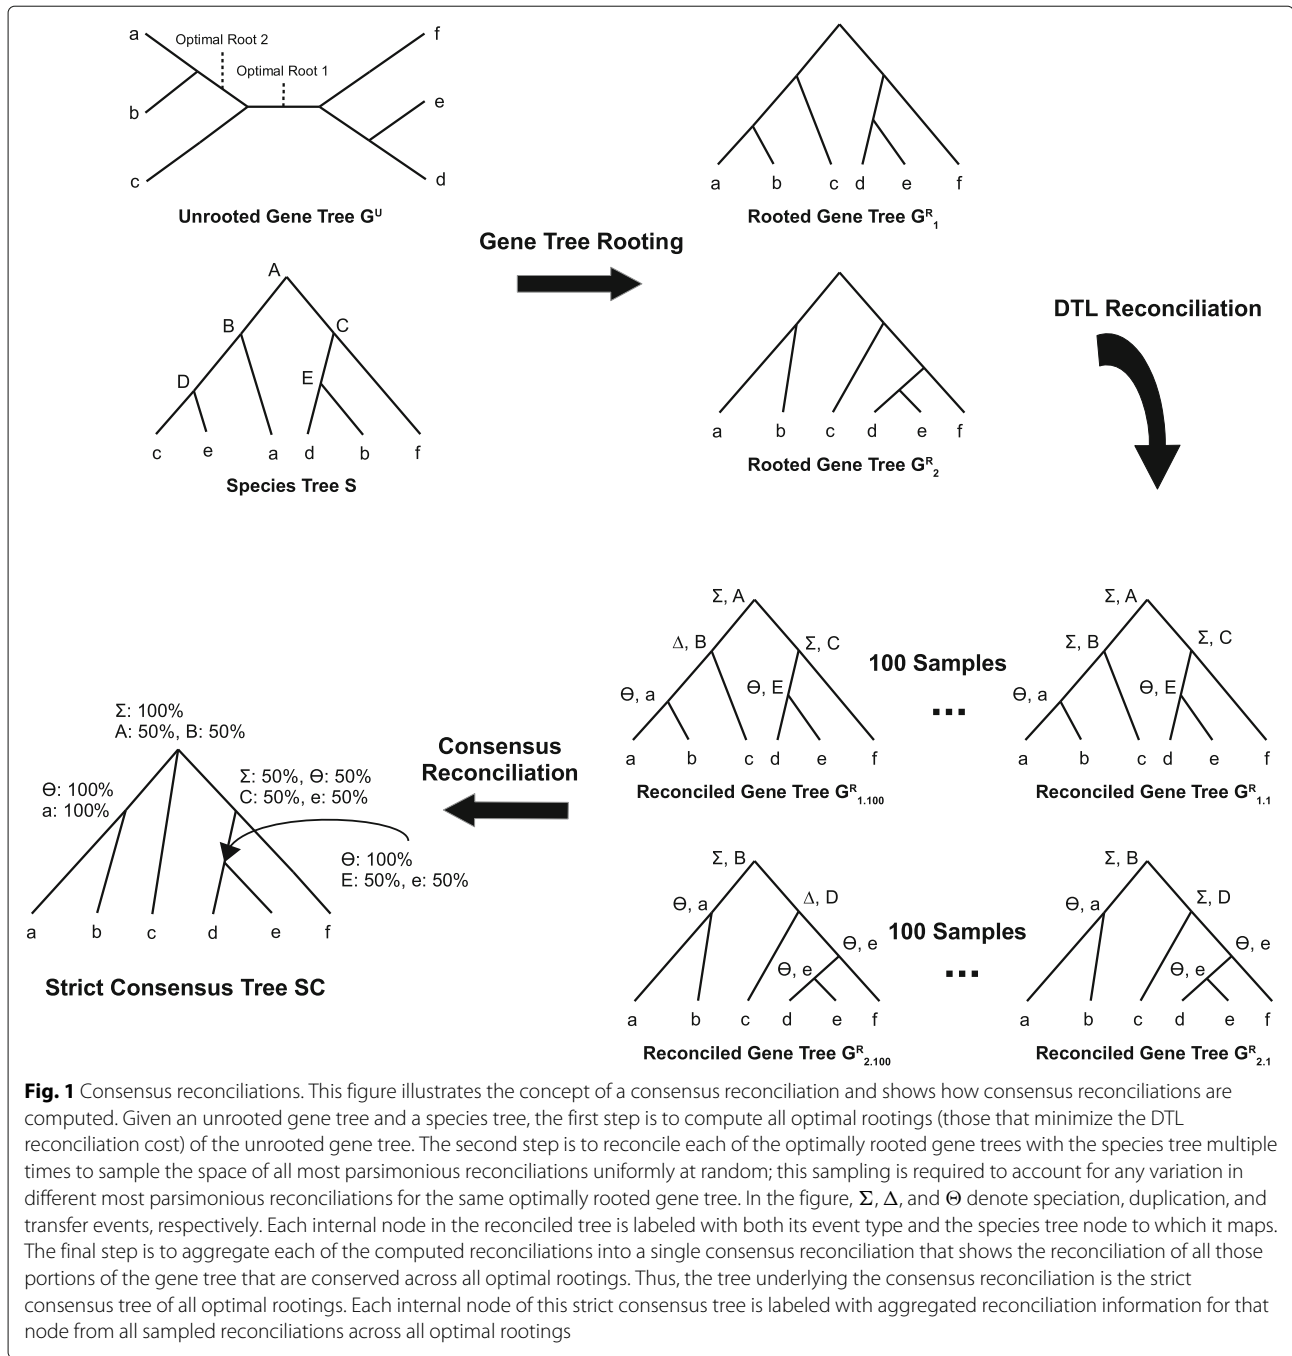 a
Optimal Root 2
f
Optimal Root 1
b
e
c
d
Unrooted Gene Tree Gᵁ
a b c d e f
Rooted Gene Tree Gᴿ₁
Gene Tree Rooting
A
B C
D E
c e a d b f
Species Tree S
a b c d e f
Rooted Gene Tree Gᴿ₂
DTL Reconciliation
Σ, A
Δ, B Σ, C
Θ, a Θ, E
a b c d e f
Reconciled Gene Tree Gᴿ₁.₁₀₀
100 Samples
...
Σ, A
Σ, B Σ, C
Θ, a Θ, E
a b c d e f
Reconciled Gene Tree Gᴿ₁.₁
Σ, B
Θ, a Δ, D
Θ, e
Θ, e
a b c d e f
Reconciled Gene Tree Gᴿ₂.₁₀₀
100 Samples
...
Σ, B
Θ, a Σ, D
Θ, e
Θ, e
a b c d e f
Reconciled Gene Tree Gᴿ₂.₁
Consensus
Reconciliation
Σ: 100%
A: 50%, B: 50%
Θ: 100%
a: 100%
Σ: 50%, Θ: 50%
C: 50%, e: 50%
Θ: 100%
E: 50%, e: 50%
a b c d e f
Strict Consensus Tree SC
Fig. 1 Consensus reconciliations. This figure illustrates the concept of a consensus reconciliation and shows how consensus reconciliations are
computed. Given an unrooted gene tree and a species tree, the first step is to compute all optimal rootings (those that minimize the DTL
reconciliation cost) of the unrooted gene tree. The second step is to reconcile each of the optimally rooted gene trees with the species tree multiple
times to sample the space of all most parsimonious reconciliations uniformly at random; this sampling is required to account for any variation in
different most parsimonious reconciliations for the same optimally rooted gene tree. In the figure, Σ, Δ, and Θ denote speciation, duplication, and
transfer events, respectively. Each internal node in the reconciled tree is labeled with both its event type and the species tree node to which it maps.
The final step is to aggregate each of the computed reconciliations into a single consensus reconciliation that shows the reconciliation of all those
portions of the gene tree that are conserved across all optimal rootings. Thus, the tree underlying the consensus reconciliation is the strict
consensus tree of all optimal rootings. Each internal node of this strict consensus tree is labeled with aggregated reconciliation information for that
node from all sampled reconciliations across all optimal rootings